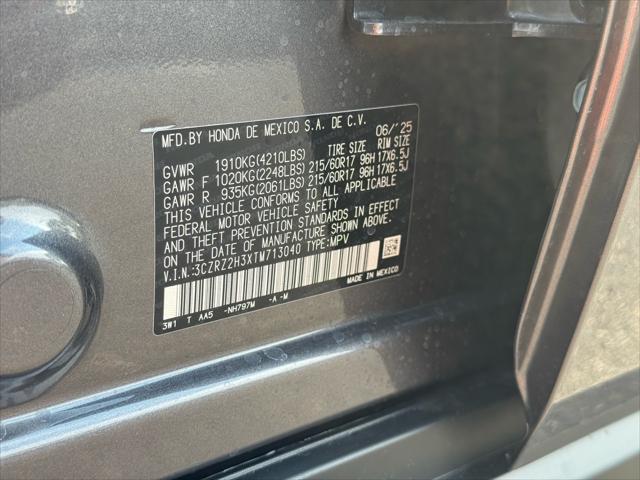 MFD.BY HONDA DE MEXICO S.A. DE C.V. 06/'25
GVWR 1910KG(4210LBS) TIRE SIZE RIM SIZE
GAWR F 1020KG(2248LBS) 215/60R17 96H 17X6.5J
GAWR R 935KG(2061LBS) 215/60R17 96H 17X6.5J
THIS VEHICLE CONFORMS TO ALL APPLICABLE
FEDERAL MOTOR VEHICLE SAFETY
AND THEFT PREVENTION STANDARDS IN EFFECT
ON THE DATE OF MANUFACTURE SHOWN ABOVE.
V.I.N.:3CZRZ2H3XTM713040 TYPE:MPV
MADE IN MEXICO
3W1 T AA5 -NH797M -A -M